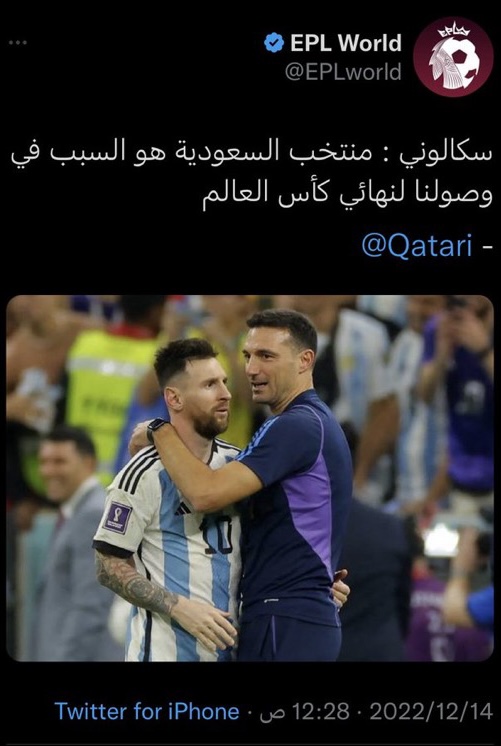 EPL World
@EPLworld
سكالوني : منتخب السعودية هو السبب في
وصولنا لنهائي كأس العالم
- @Qatari
10
12:28 · 2022/12/14 ص · Twitter for iPhone